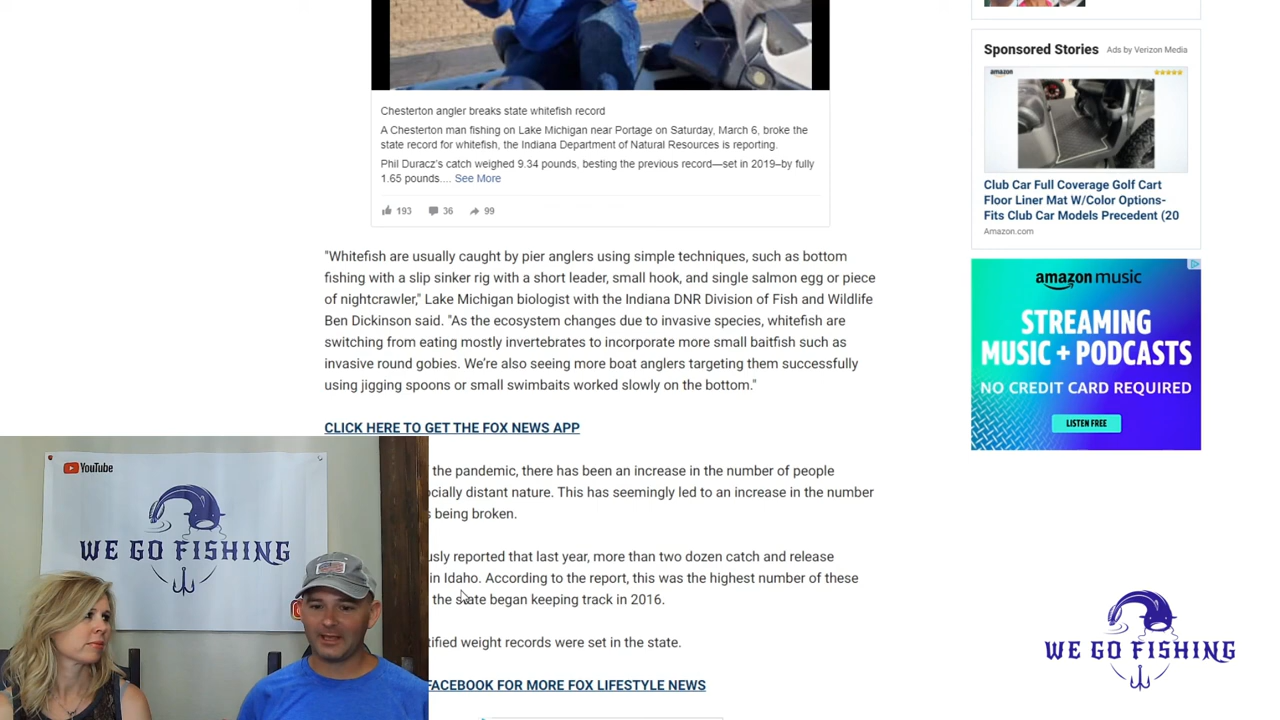 Chesterton angler breaks state whitefish record
A Chesterton man fishing on Lake Michigan near Portage on Saturday, March 6, broke the
state record for whitefish, the Indiana Department of Natural Resources is reporting.
Phil Duracz's catch weighed 9.34 pounds, besting the previous record—set in 2019–by fully
1.65 pounds.... See More
193 36 99
"Whitefish are usually caught by pier anglers using simple techniques, such as bottom
fishing with a slip sinker rig with a short leader, small hook, and single salmon egg or piece
of nightcrawler," Lake Michigan biologist with the Indiana DNR Division of Fish and Wildlife
Ben Dickinson said. "As the ecosystem changes due to invasive species, whitefish are
switching from eating mostly invertebrates to incorporate more small baitfish such as
invasive round gobies. We're also seeing more boat anglers targeting them successfully
using jigging spoons or small swimbaits worked slowly on the bottom."
CLICK HERE TO GET THE FOX NEWS APP
the pandemic, there has been an increase in the number of people
ocially distant nature. This has seemingly led to an increase in the number
being broken.
usly reported that last year, more than two dozen catch and release
in Idaho. According to the report, this was the highest number of these
the state began keeping track in 2016.
tified weight records were set in the state.
FACEBOOK FOR MORE FOX LIFESTYLE NEWS
Sponsored Stories Ads by Verizon Media
amazon
Club Car Full Coverage Golf Cart
Floor Liner Mat W/Color Options-
Fits Club Car Models Precedent (20
Amazon.com
amazon music
STREAMING
MUSIC + PODCASTS
NO CREDIT CARD REQUIRED
LISTEN FREE
YouTube
WE GO FISHING
WE GO FISHING